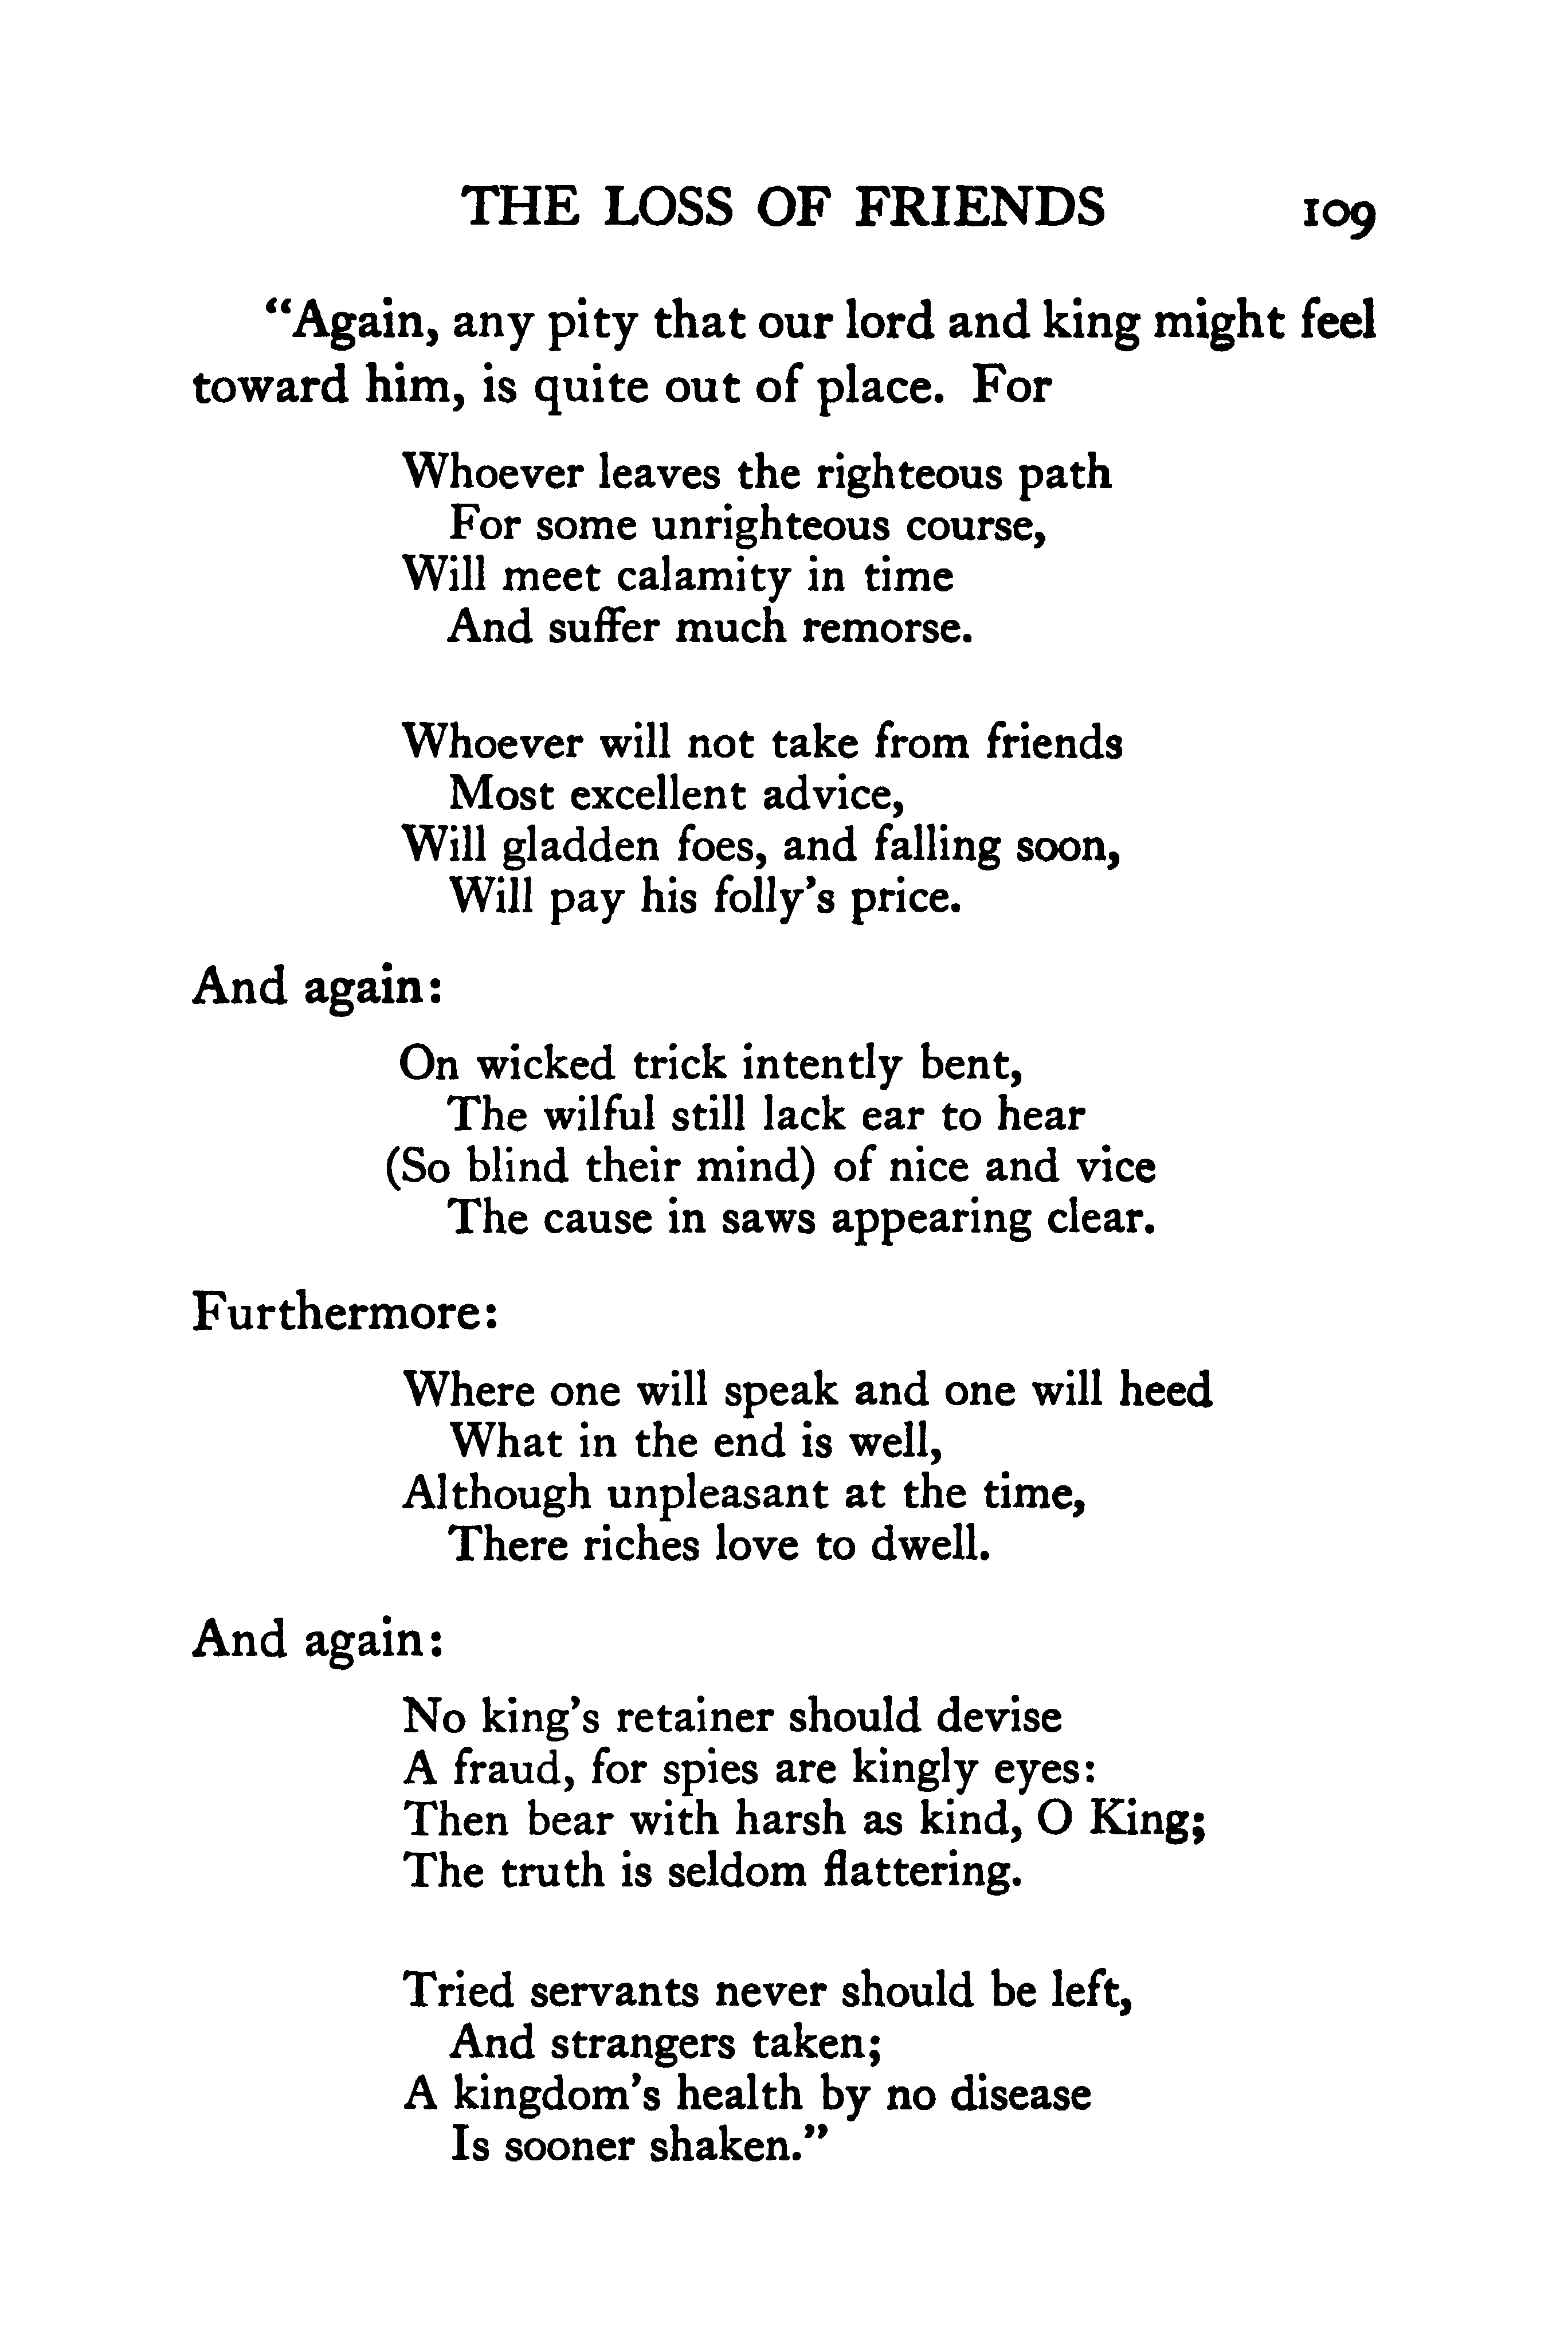 THE LOSS OF FRIENDS 109
“Again, any pity that our lord and king might feel
toward him, is quite out of place. For
Whoever leaves the righteous path
For some unrighteous course,
Will meet calamity in time
And suffer much remorse.
Whoever will not take from friends
Most excellent advice,
Will gladden foes, and falling soon,
Will pay his folly’s price.
And again:
On wicked trick intently bent,
The wilful still lack ear to hear
(So blind their mind) of nice and vice
The cause in saws appearing clear.
Furthermore:
Where one will speak and one will heed
What in the end is well,
Although unpleasant at the time,
There riches love to dwell.
And again:
No king’s retainer should devise
A fraud, for spies are kingly eyes:
Then bear with harsh as kind, O King;
The truth is seldom flattering.
Tried servants never should be left,
And strangers taken;
A kingdom’s health by no disease
Is sooner shaken.”